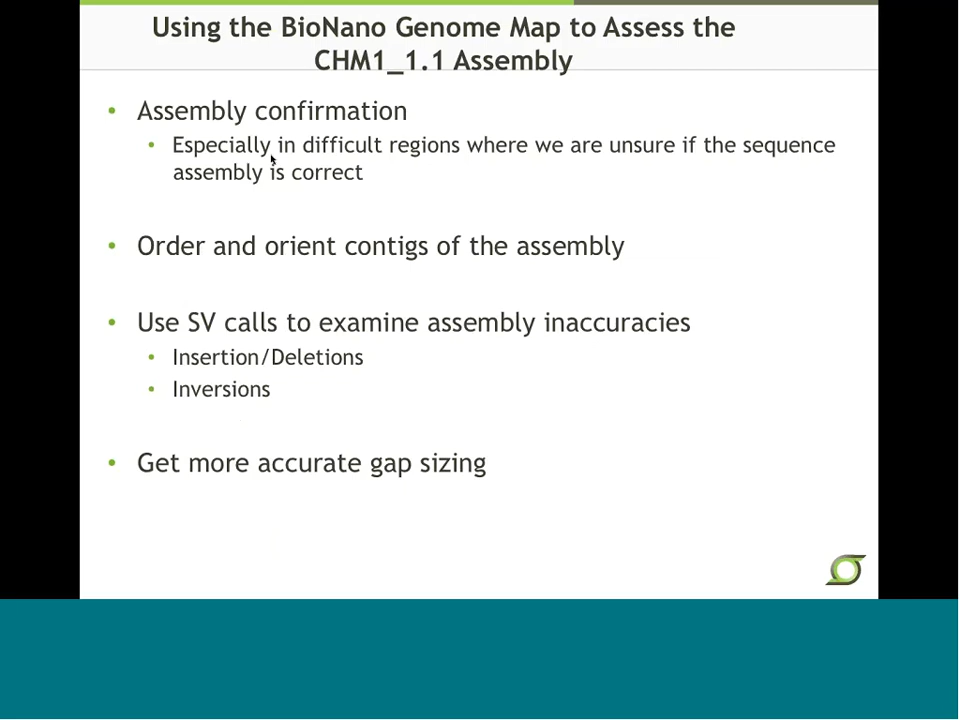 Using the BioNano Genome Map to Assess the
CHM1_1.1 Assembly
• Assembly confirmation
• Especially in difficult regions where we are unsure if the sequence
assembly is correct
• Order and orient contigs of the assembly
• Use SV calls to examine assembly inaccuracies
• Insertion/Deletions
• Inversions
• Get more accurate gap sizing